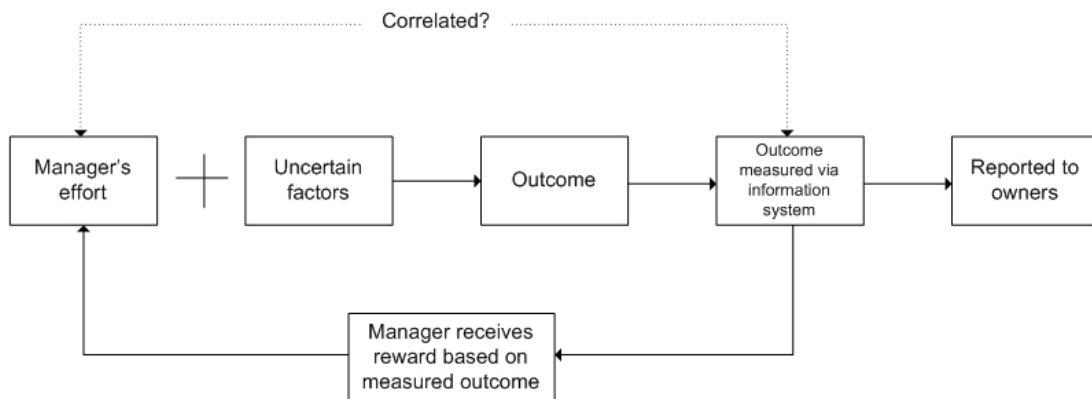 Correlated?
Manager's
effort
Uncertain
factors
Outcome
Outcome
measured via
information
system
Reported to
owners
Manager receives
reward based on
measured outcome